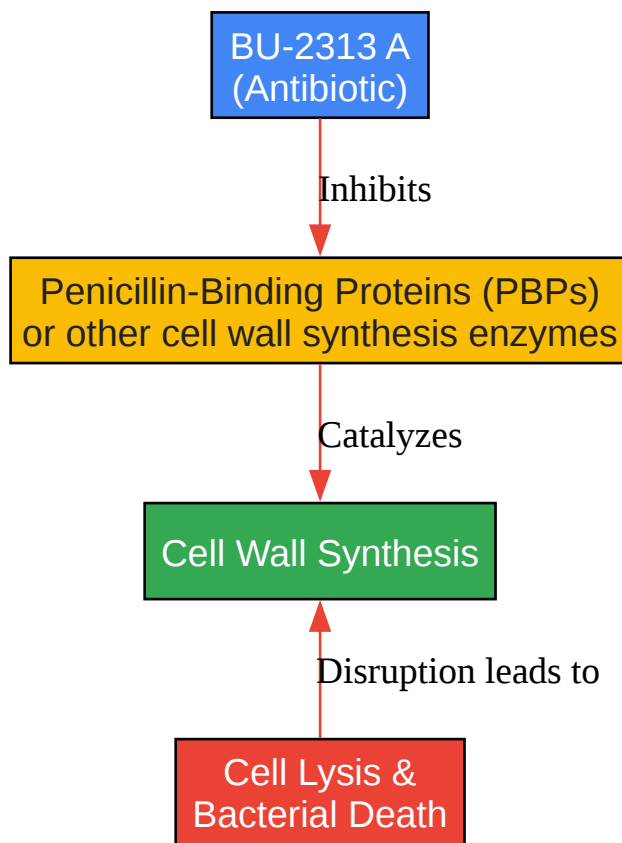 BU-2313 A
(Antibiotic)
Inhibits
Penicillin-Binding Proteins (PBPs)
or other cell wall synthesis enzymes
Catalyzes
Cell Wall Synthesis
Disruption leads to
Cell Lysis &
Bacterial Death